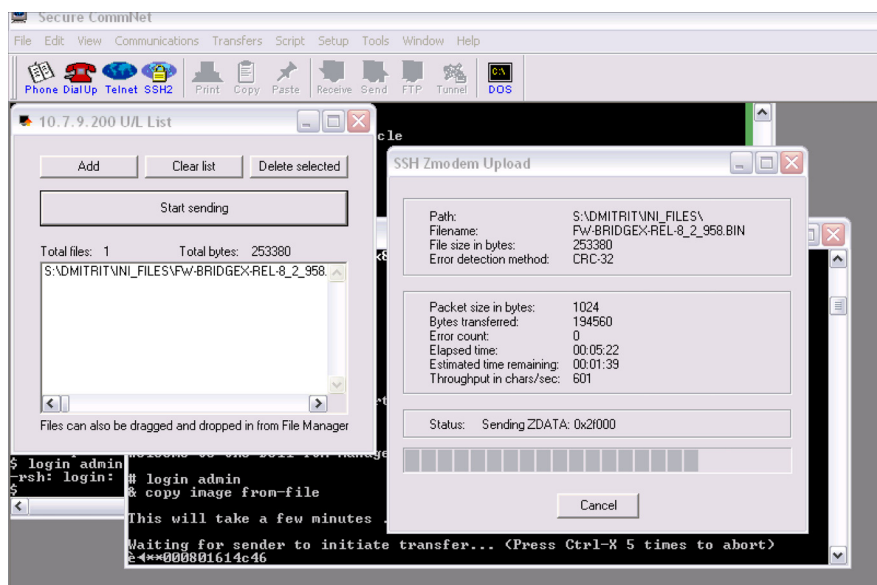 Secure CommNet
File Edit View Communications Transfers Script Setup Tools Window Help
Phone DialUp Telnet SSH2 Print Copy Paste Receive Send FTP Tunnel DOS
C:\
10.7.9.200 U/L List
cle
Add Clear list Delete selected
Start sending
Total files: 1 Total bytes: 253380
S:\DMITRIT\INI_FILES\FW-BRIDGEX-REL-8_2_958.
Files can also be dragged and dropped in from File Manager
SSH Zmodem Upload
Path: S:\DMITRIT\INI_FILES\
Filename: FW-BRIDGEX-REL-8_2_958.BIN
File size in bytes: 253380
Error detection method: CRC-32
Packet size in bytes: 1024
Bytes transferred: 194560
Error count: 0
Elapsed time: 00:05:22
Estimated time remaining: 00:01:39
Throughput in chars/sec: 601
Status: Sending ZDATA: 0x2f000
Cancel
$ login admin
-rsh: login:
$
# login admin
& copy image from-file
This will take a few minutes .
Waiting for sender to initiate transfer... (Press Ctrl-X 5 times to abort)
**000801614c46